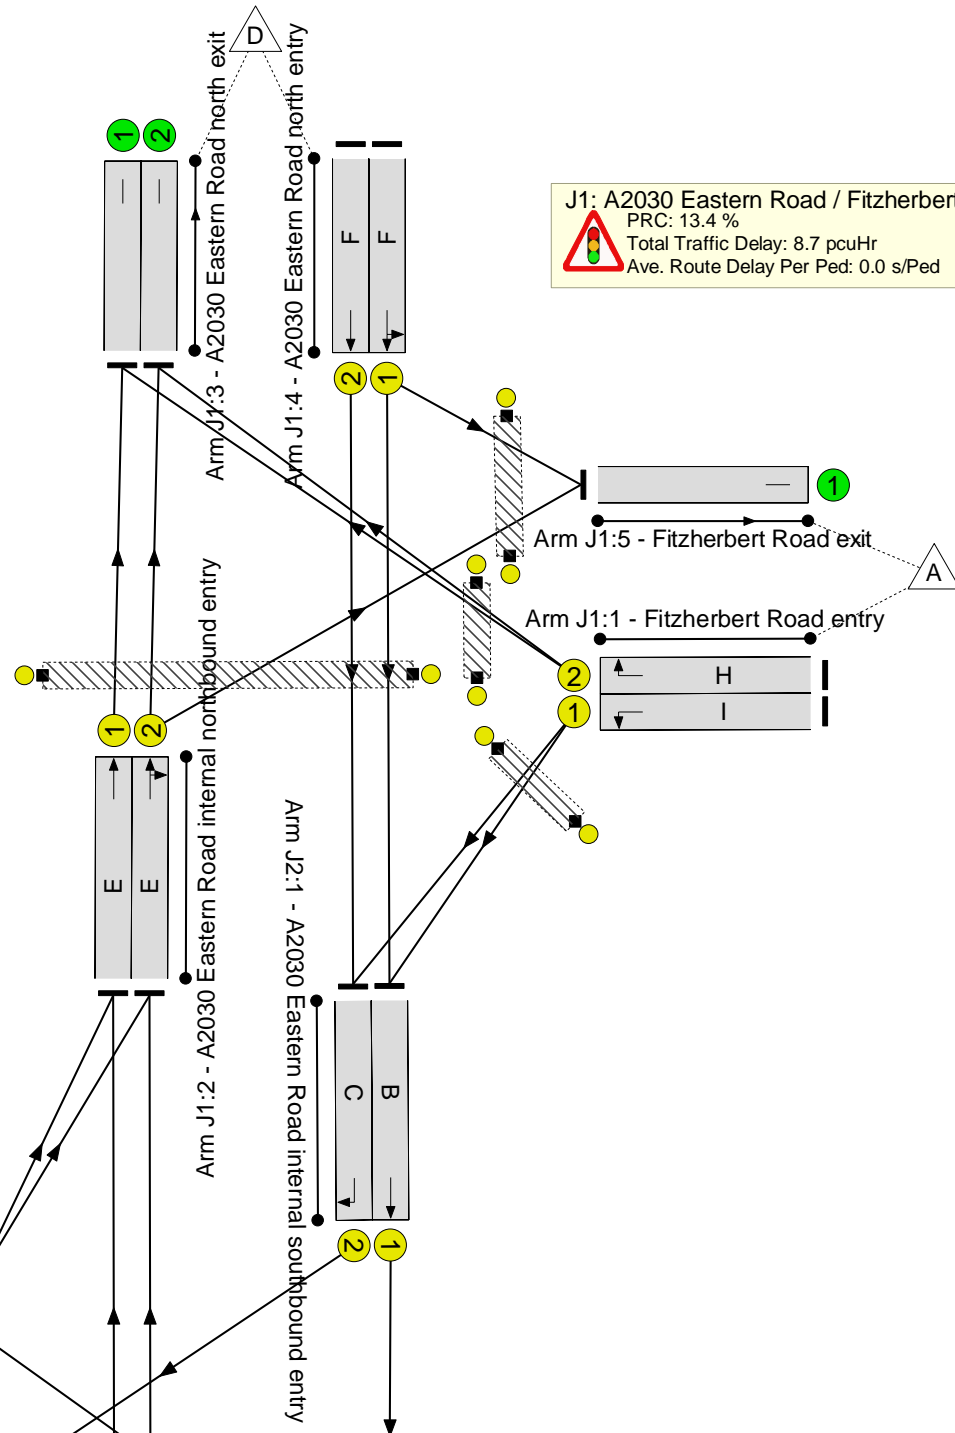 D
1
2
Arm J1:3 - A2030 Eastern Road north exit
Arm J1:4 - A2030 Eastern Road north entry
F
F
2
1
J1: A2030 Eastern Road / Fitzherbert
PRC: 13.4 %
Total Traffic Delay: 8.7 pcuHr
Ave. Route Delay Per Ped: 0.0 s/Ped
1
Arm J1:5 - Fitzherbert Road exit
A
Arm J1:1 - Fitzherbert Road entry
2
H
1
I
1
2
E
E
Arm J1:2 - A2030 Eastern Road internal northbound entry
Arm J2:1 - A2030 Eastern Road internal southbound entry
C
B
2
1